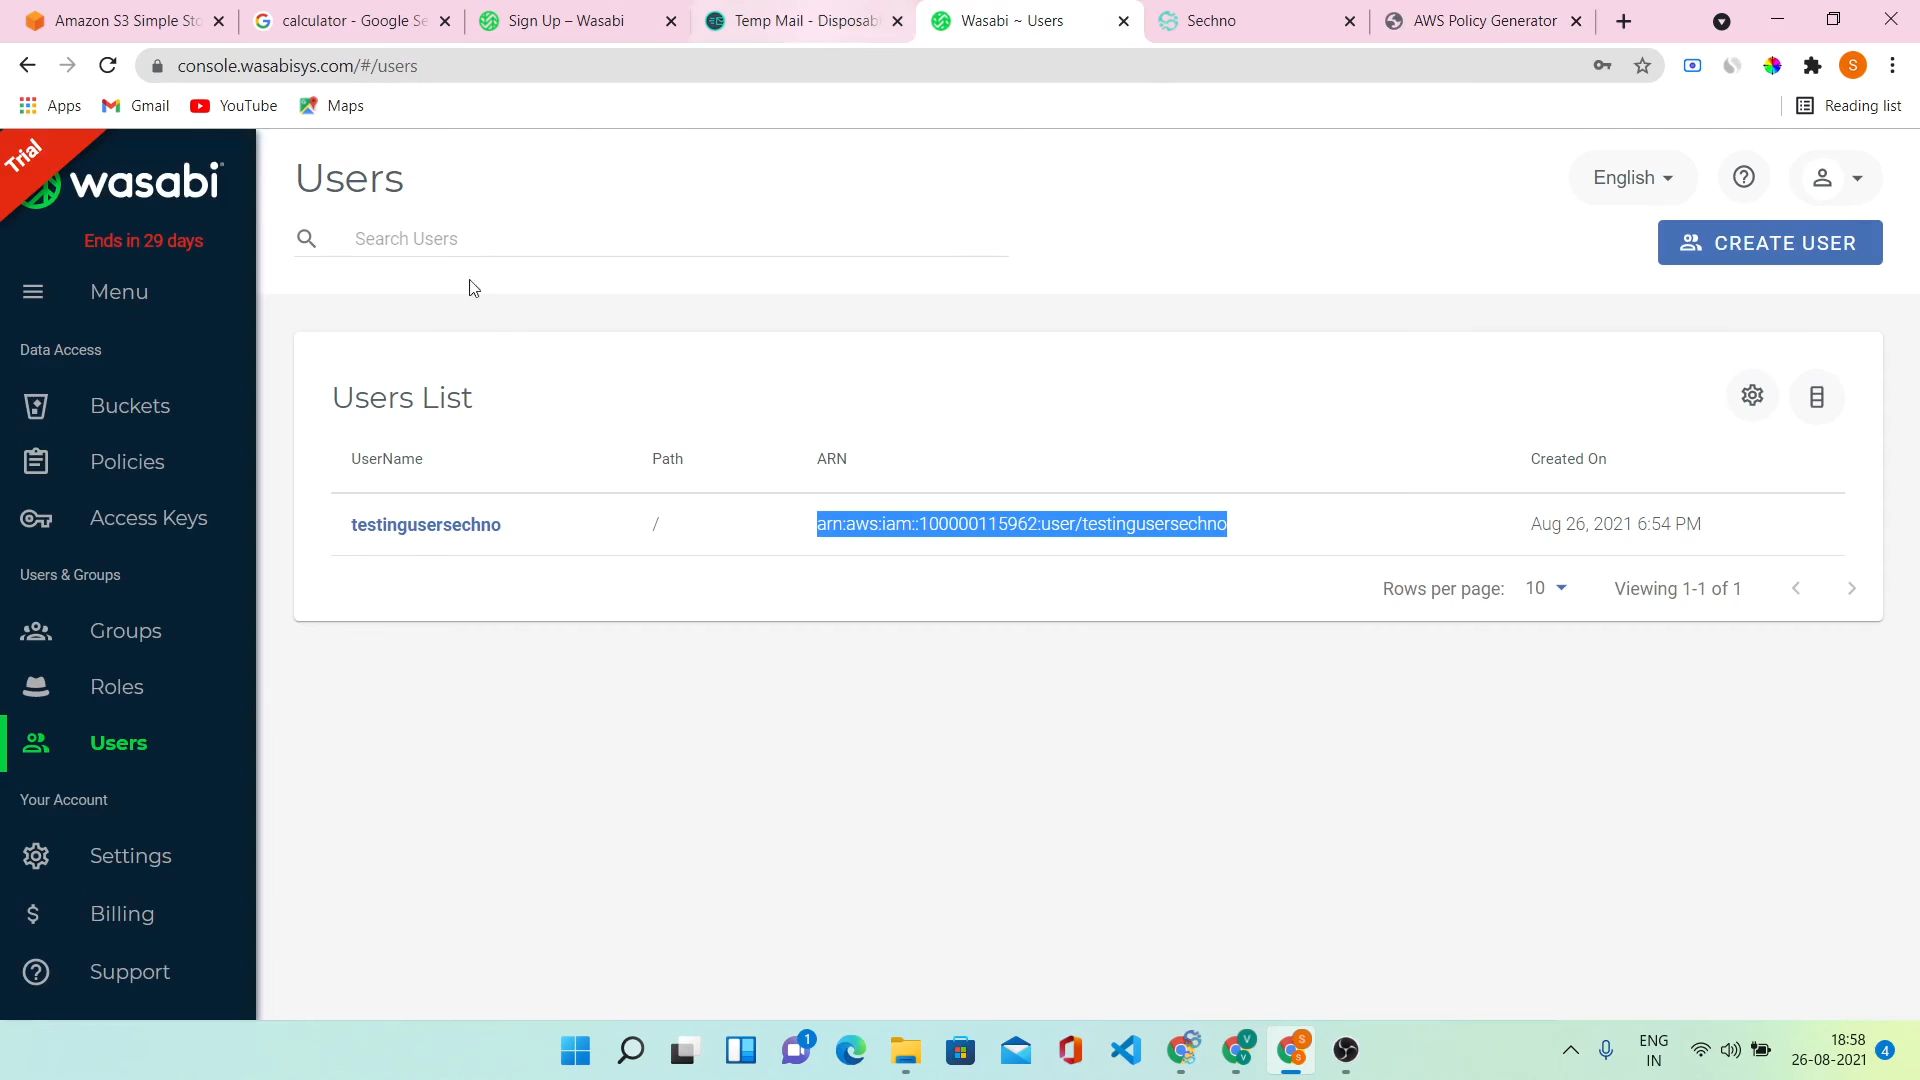 Amazon S3 Simple Sto
calculator - Google Se
Sign Up – Wasabi
Temp Mail - Disposabl
Wasabi ~ Users
Sechno
AWS Policy Generator
console.wasabisys.com/#/users
S
Apps
Gmail
YouTube
Maps
Reading list
Trial
wasabi
Ends in 29 days
Menu
Data Access
Buckets
Policies
Access Keys
Users & Groups
Groups
Roles
Users
Your Account
Settings
Billing
Support
Users
English
Search Users
CREATE USER
Users List
UserName Path ARN Created On
testingusersechno / arn:aws:iam::100000115962:user/testingusersechno Aug 26, 2021 6:54 PM
Rows per page: 10 Viewing 1-1 of 1
1
V
V
S
S
ENG
IN
18:58
26-08-2021
4